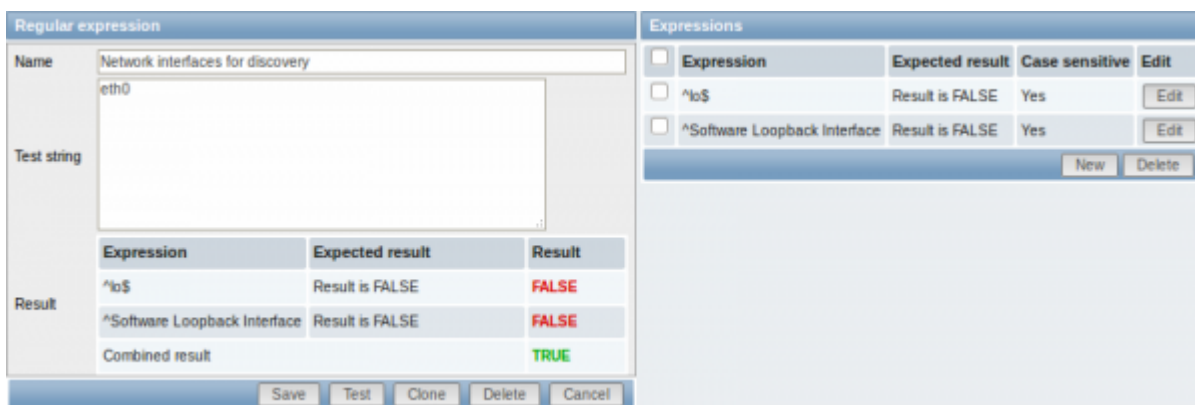 Regular expression
Name Network interfaces for discovery
Test string eth0
Result
Expression Expected result Result
^lo$ Result is FALSE FALSE
^Software Loopback Interface Result is FALSE FALSE
Combined result TRUE
Save Test Clone Delete Cancel
Expressions
Expression Expected result Case sensitive Edit
^lo$ Result is FALSE Yes Edit
^Software Loopback Interface Result is FALSE Yes Edit
New Delete